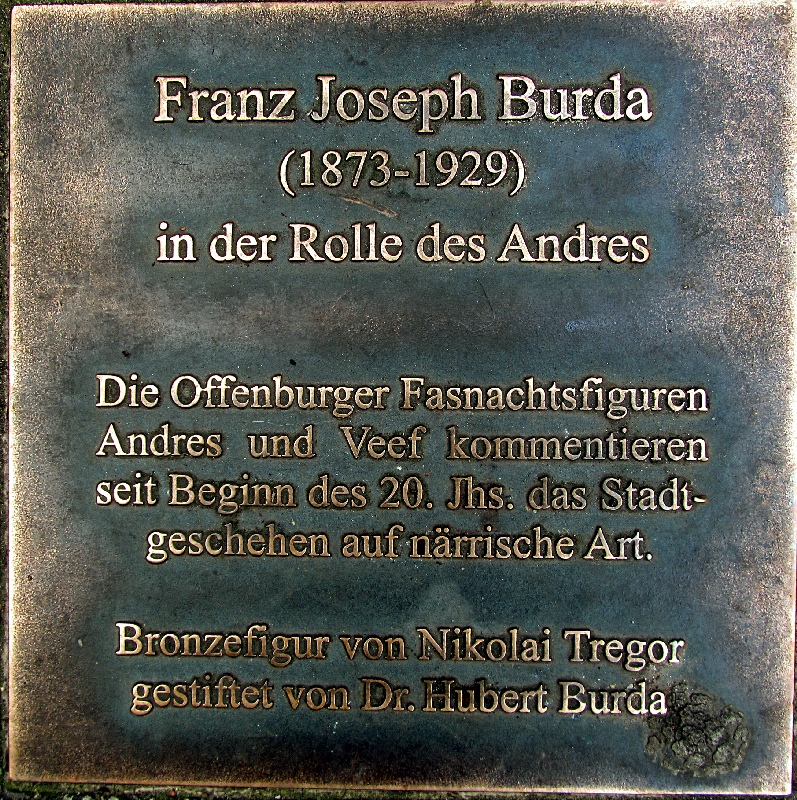 Franz Joseph Burda
(1873-1929)
in der Rolle des Andres
Die Offenburger Fasnachtsfiguren
Andres und Veef kommentieren
seit Beginn des 20. Jhs. das Stadt-
geschehen auf närrische Art.
Bronzefigur von Nikolai Tregor
gestiftet von Dr. Hubert Burda